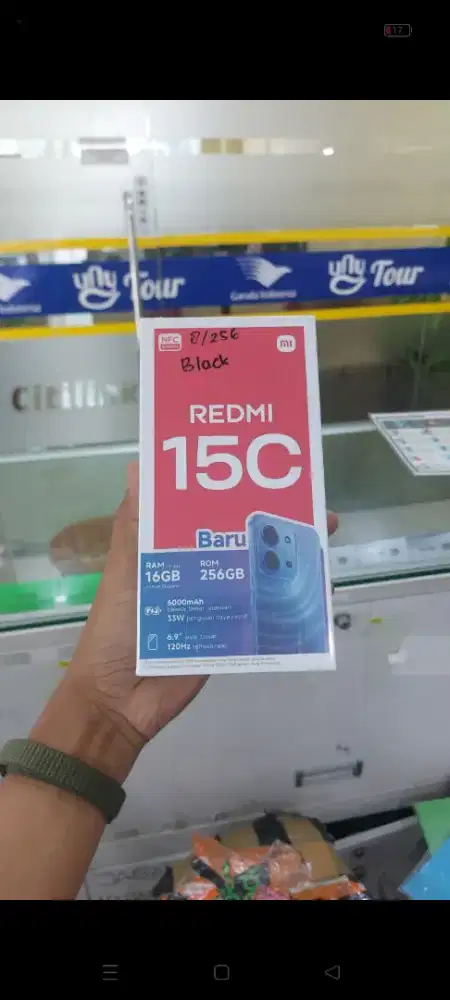 17
uny Tour
Garuda Indonesia
uny Tour
Citilink
NFC
8/256
mi
Black
REDMI
15C
Baru
RAM
16GB
ROM
256GB
6000mAh
33W
6.9"
120Hz